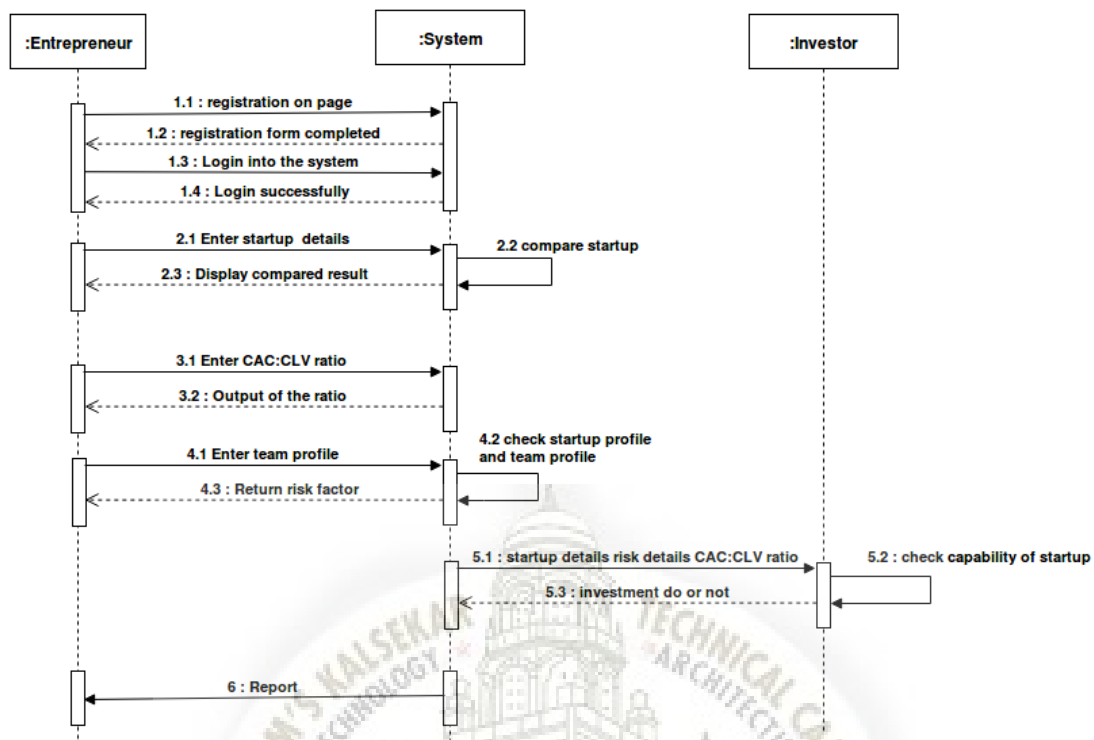 :Entrepreneur
:System
:Investor
1.1 : registration on page
1.2 : registration form completed
1.3 : Login into the system
1.4 : Login successfully
2.1 Enter startup details
2.2 compare startup
2.3 : Display compared result
3.1 Enter CAC:CLV ratio
3.2 : Output of the ratio
4.1 Enter team profile
4.2 check startup profile
and team profile
4.3 : Return risk factor
5.1 : startup details risk details CAC:CLV ratio
5.2 : check capability of startup
5.3 : investment do or not
6 : Report
KALSEKAR
TECHNICAL